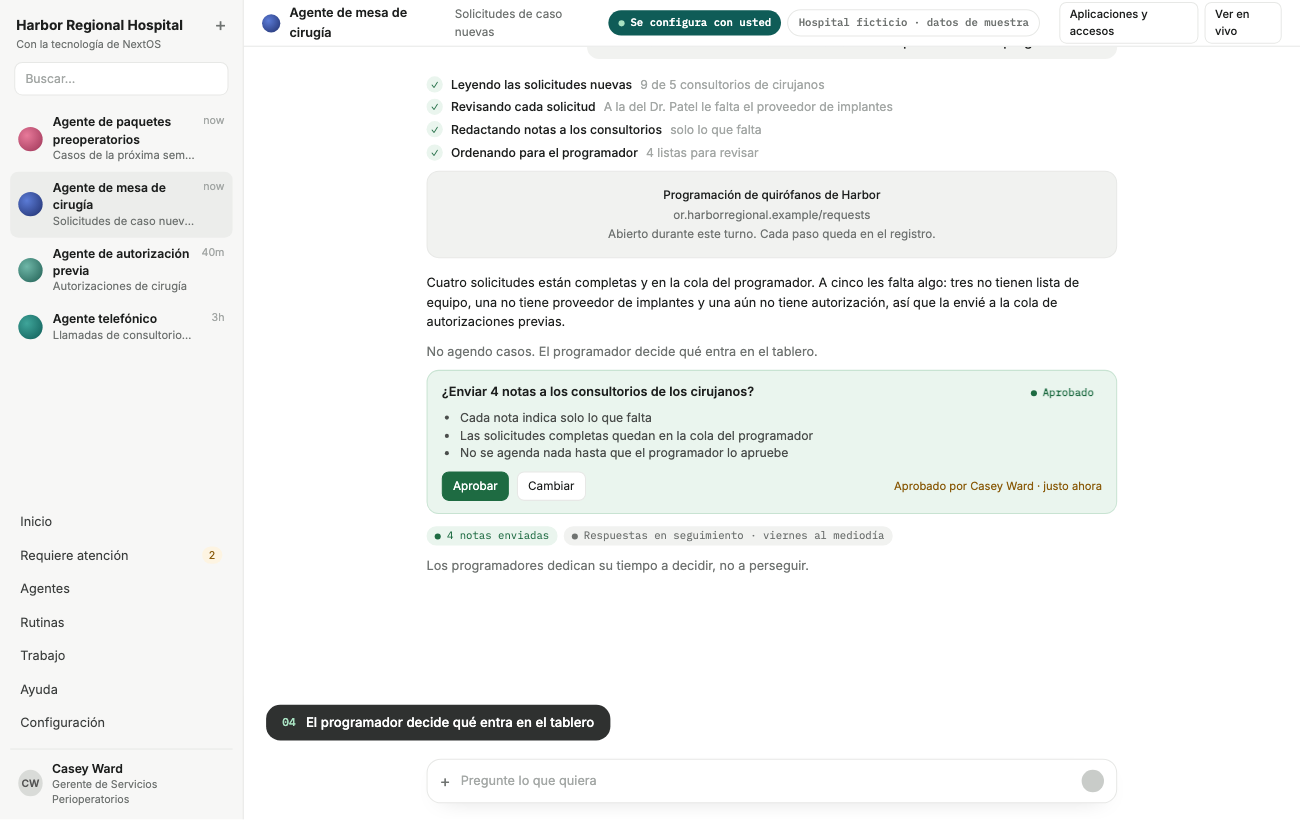 Harbor Regional Hospital
+
Con la tecnología de NextOS
Buscar...
Agente de paquetes
preoperatorios
now
Casos de la próxima sem...
Agente de mesa de
cirugía
now
Solicitudes de caso nuev...
Agente de autorización
previa
40m
Autorizaciones de cirugía
Agente telefónico
3h
Llamadas de consultorio...
Inicio
Requiere atención
2
Agentes
Rutinas
Trabajo
Ayuda
Configuración
CW
Casey Ward
Gerente de Servicios
Perioperatorios
Agente de mesa de
cirugía
Solicitudes de caso
nuevas
Se configura con usted
Hospital ficticio · datos de muestra
Aplicaciones y
accesos
Ver en
vivo
Leyendo las solicitudes nuevas 9 de 5 consultorios de cirujanos
Revisando cada solicitud A la del Dr. Patel le falta el proveedor de implantes
Redactando notas a los consultorios solo lo que falta
Ordenando para el programador 4 listas para revisar
Programación de quirófanos de Harbor
or.harborregional.example/requests
Abierto durante este turno. Cada paso queda en el registro.
Cuatro solicitudes están completas y en la cola del programador. A cinco les falta algo: tres no tienen lista de
equipo, una no tiene proveedor de implantes y una aún no tiene autorización, así que la envié a la cola de
autorizaciones previas.
No agendo casos. El programador decide qué entra en el tablero.
¿Enviar 4 notas a los consultorios de los cirujanos?
Aprobado
• Cada nota indica solo lo que falta
• Las solicitudes completas quedan en la cola del programador
• No se agenda nada hasta que el programador lo apruebe
Aprobar
Cambiar
Aprobado por Casey Ward · justo ahora
4 notas enviadas
Respuestas en seguimiento · viernes al mediodía
Los programadores dedican su tiempo a decidir, no a perseguir.
04 El programador decide qué entra en el tablero
+ Pregunte lo que quiera